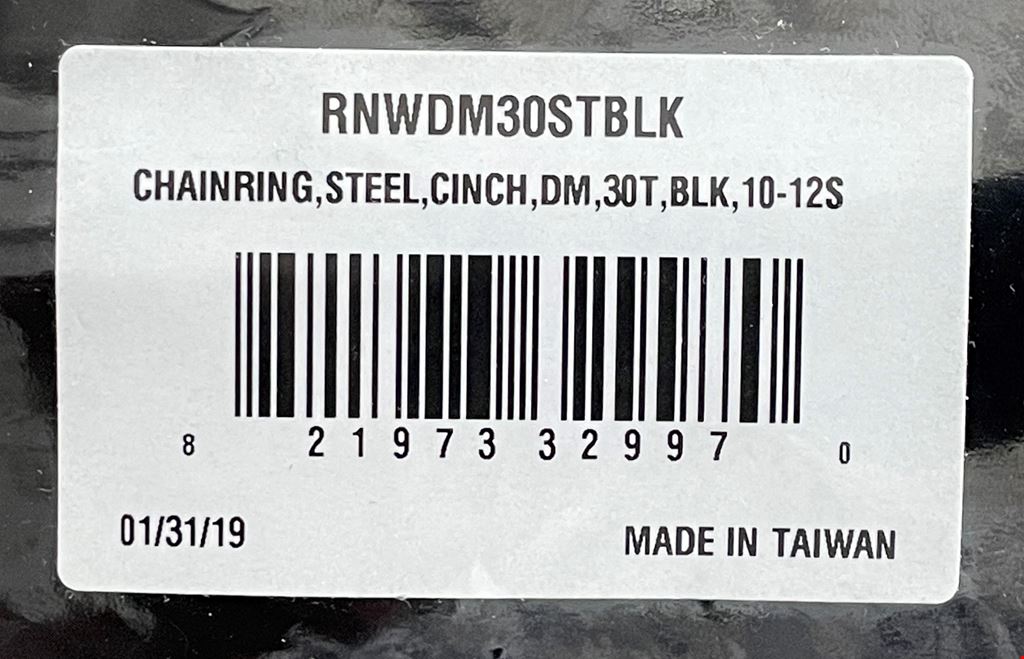 RNWDM30STBLK
CHAINRING,STEEL,CINCH,DM,30T,BLK,10-12S
8 21973 32997 0
01/31/19 MADE IN TAIWAN